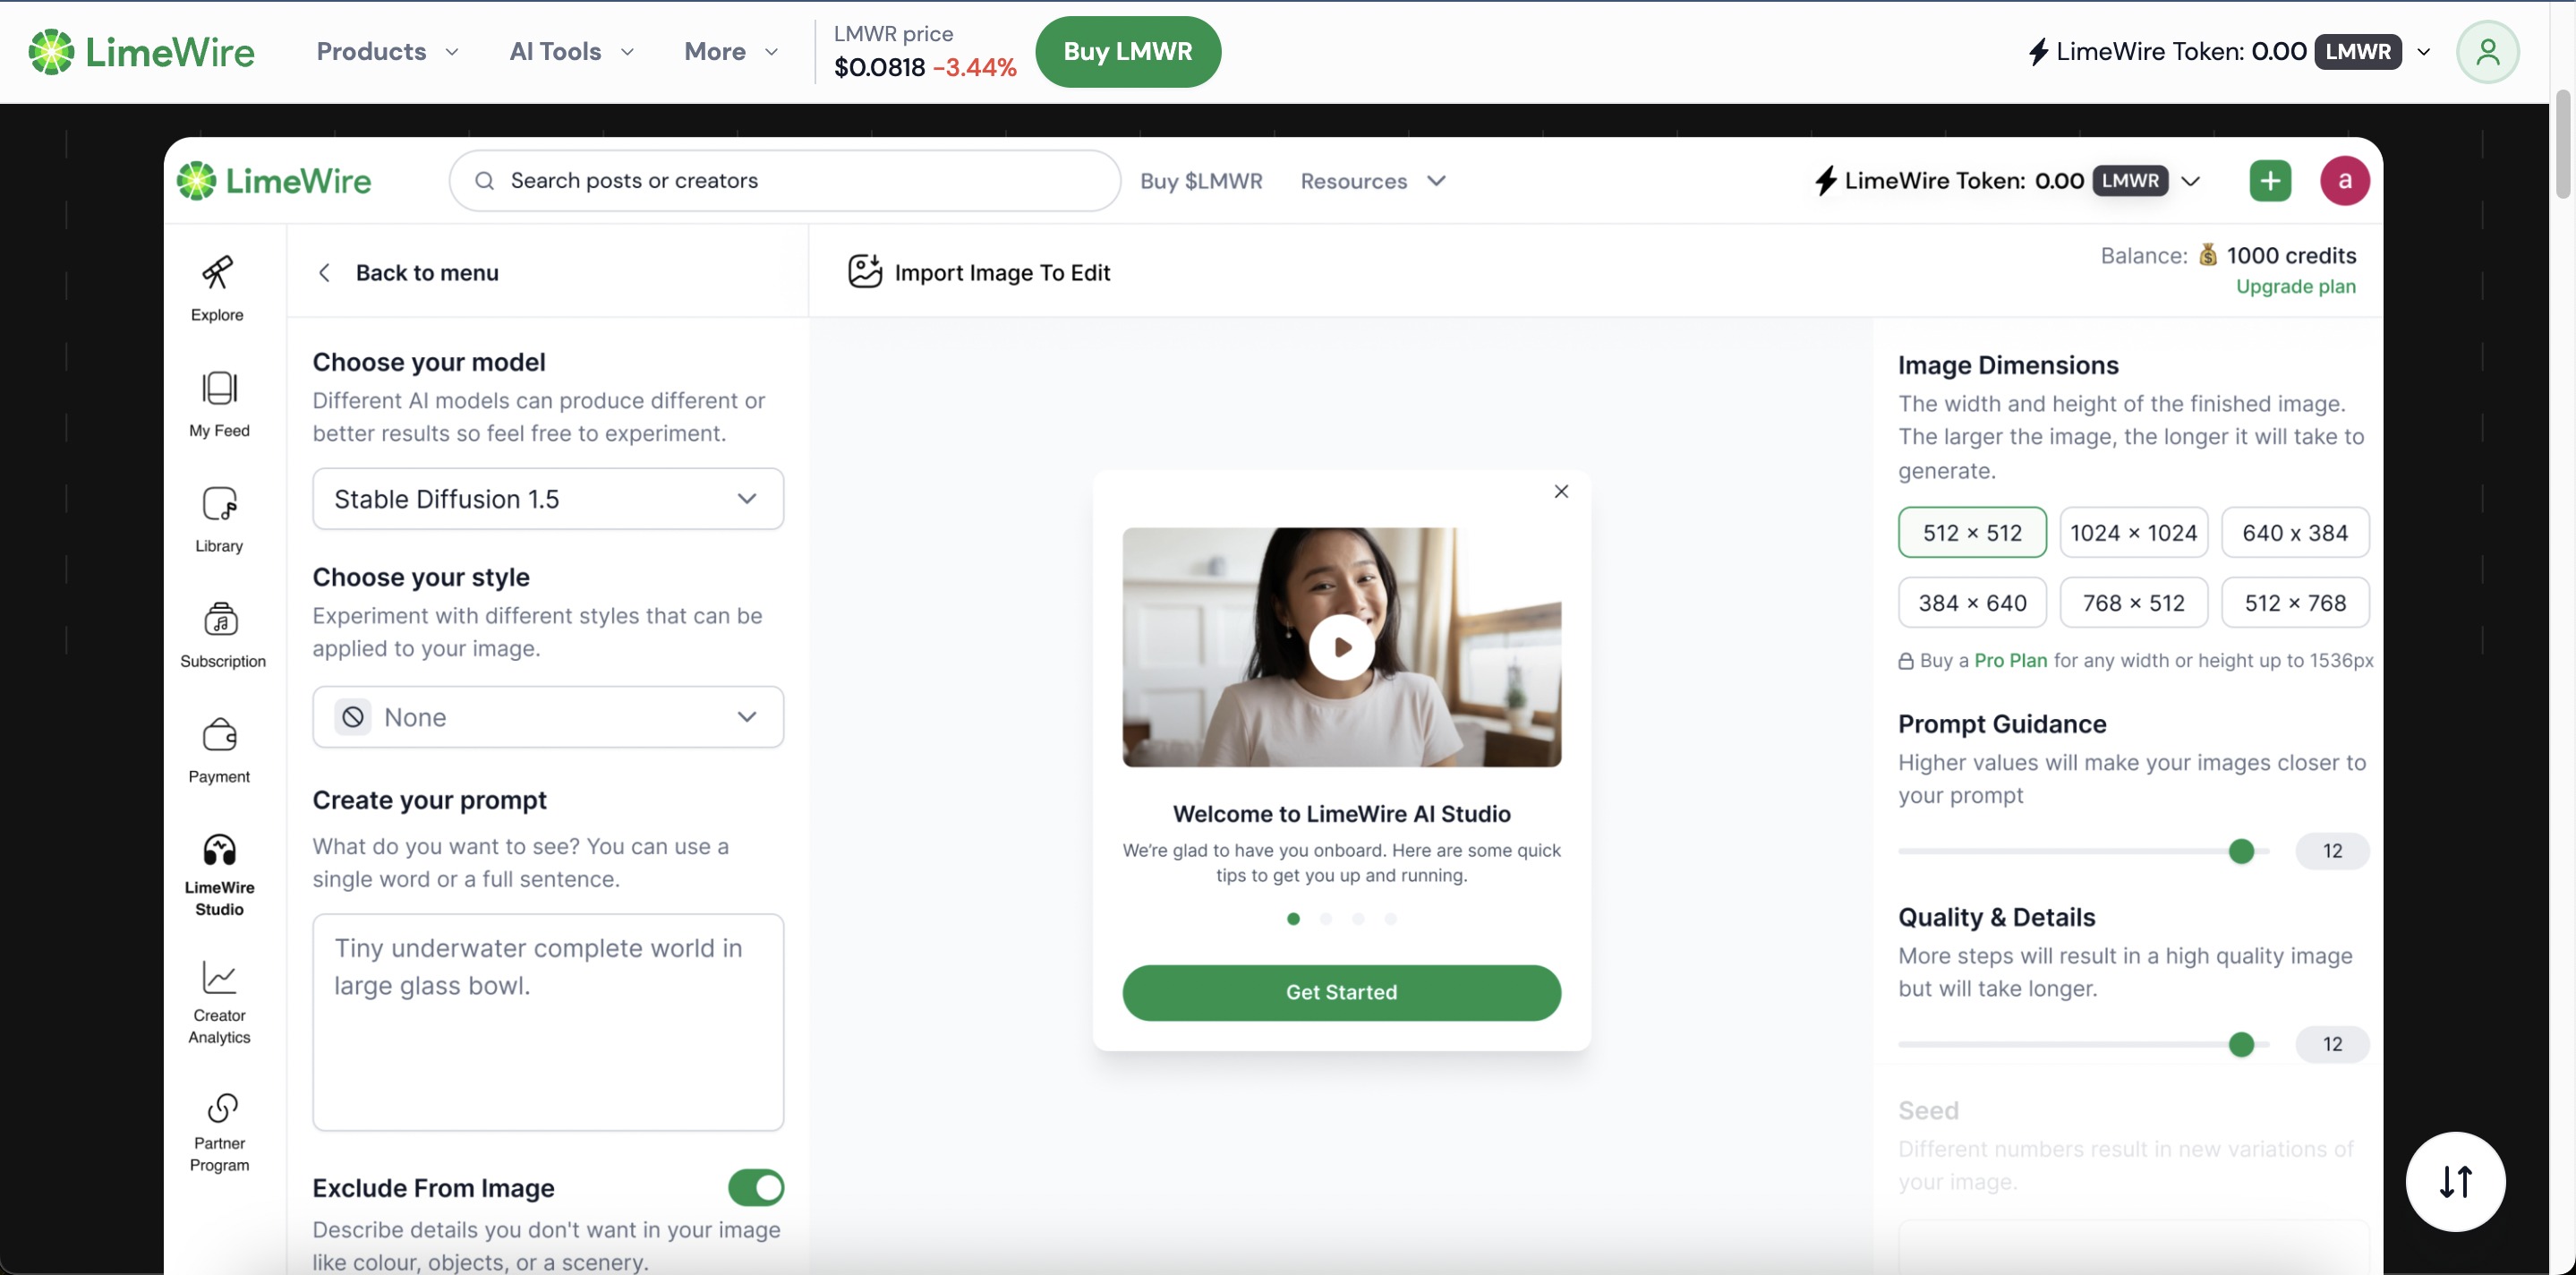 LimeWire
Products
AI Tools
More
LMWR price
$0.0818 -3.44%
Buy LMWR
LimeWire Token: 0.00 LMWR
LimeWire
Search posts or creators
Buy $LMWR
Resources
LimeWire Token: 0.00 LMWR
a
Explore
My Feed
Library
Subscription
Payment
LimeWire
Studio
Creator
Analytics
Partner
Program
Back to menu
Choose your model
Different AI models can produce different or
better results so feel free to experiment.
Stable Diffusion 1.5
Choose your style
Experiment with different styles that can be
applied to your image.
None
Create your prompt
What do you want to see? You can use a
single word or a full sentence.
Tiny underwater complete world in
large glass bowl.
Exclude From Image
Describe details you don't want in your image
like colour, objects, or a scenery.
Import Image To Edit
Welcome to LimeWire AI Studio
We're glad to have you onboard. Here are some quick
tips to get you up and running.
Get Started
Balance: 1000 credits
Upgrade plan
Image Dimensions
The width and height of the finished image.
The larger the image, the longer it will take to
generate.
512 × 512
1024 × 1024
640 x 384
384 × 640
768 × 512
512 × 768
Buy a Pro Plan for any width or height up to 1536px
Prompt Guidance
Higher values will make your images closer to
your prompt
12
Quality & Details
More steps will result in a high quality image
but will take longer.
12
Seed
Different numbers result in new variations of
your image.